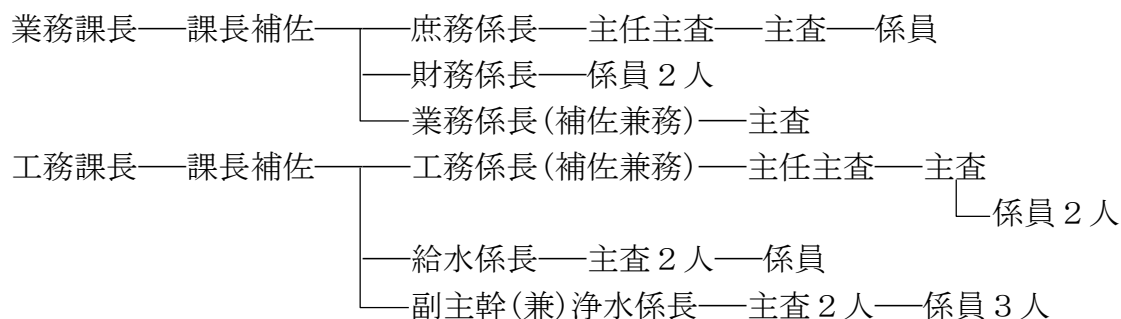 業務課長──課長補佐──庶務係長──主任主査──主査──係員
財務係長──係員２人
業務係長(補佐兼務)──主査
工務課長──課長補佐──工務係長(補佐兼務)──主任主査──主査
係員２人
給水係長──主査２人──係員
副主幹(兼)浄水係長──主査２人──係員３人